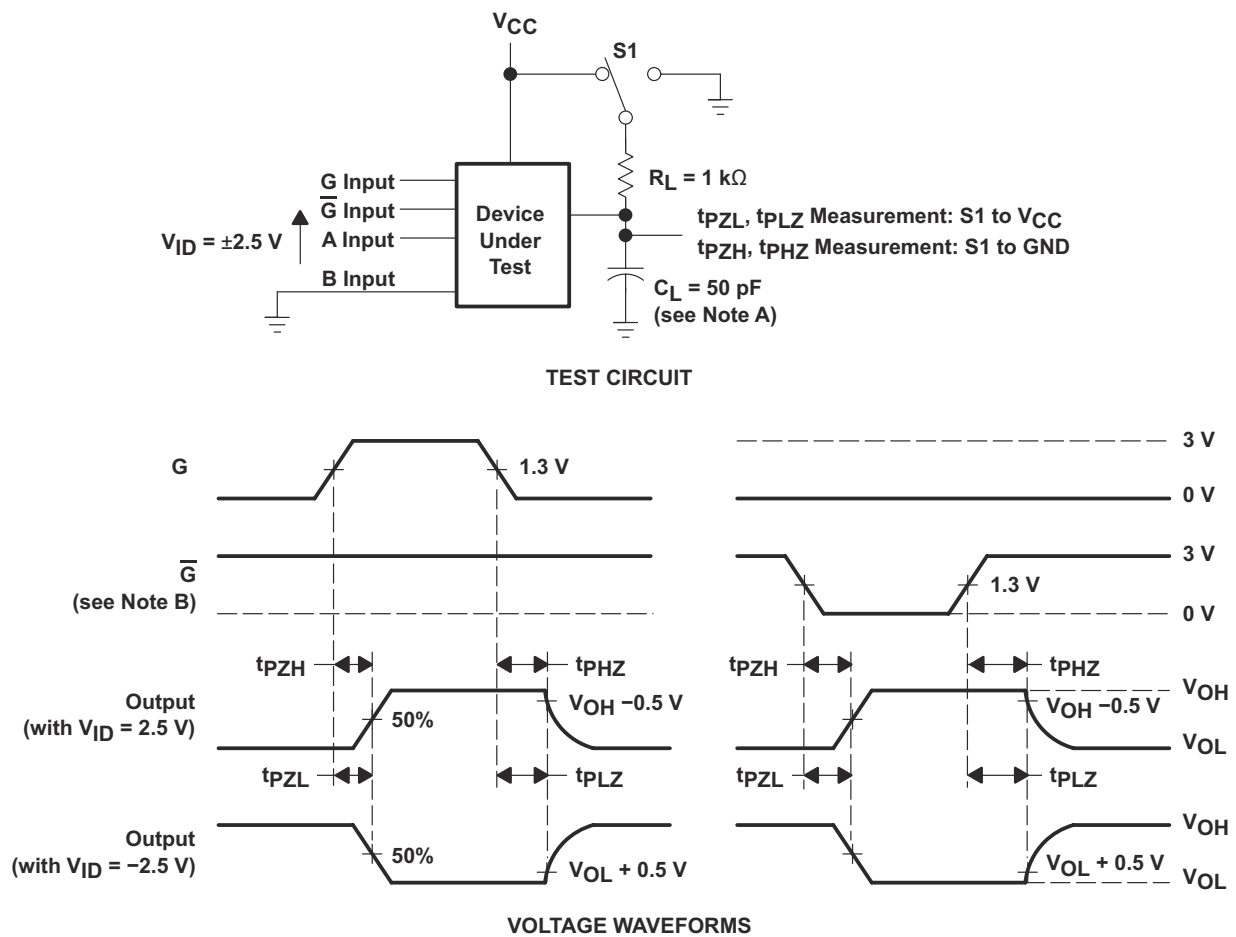 VCC
S1
RL = 1 kΩ
G Input
G̅ Input
VID = ±2.5 V
A Input
B Input
Device
Under
Test
tPZL, tPLZ Measurement: S1 to VCC
tPZH, tPHZ Measurement: S1 to GND
CL = 50 pF
(see Note A)
TEST CIRCUIT
G
1.3 V
3 V
0 V
G̅
(see Note B)
1.3 V
3 V
0 V
tPZH
tPHZ
tPZH
tPHZ
Output
(with VID = 2.5 V)
50%
VOH −0.5 V
VOH −0.5 V
VOH
VOL
tPZL
tPLZ
tPZL
tPLZ
Output
(with VID = −2.5 V)
50%
VOL + 0.5 V
VOL + 0.5 V
VOH
VOL
VOLTAGE WAVEFORMS